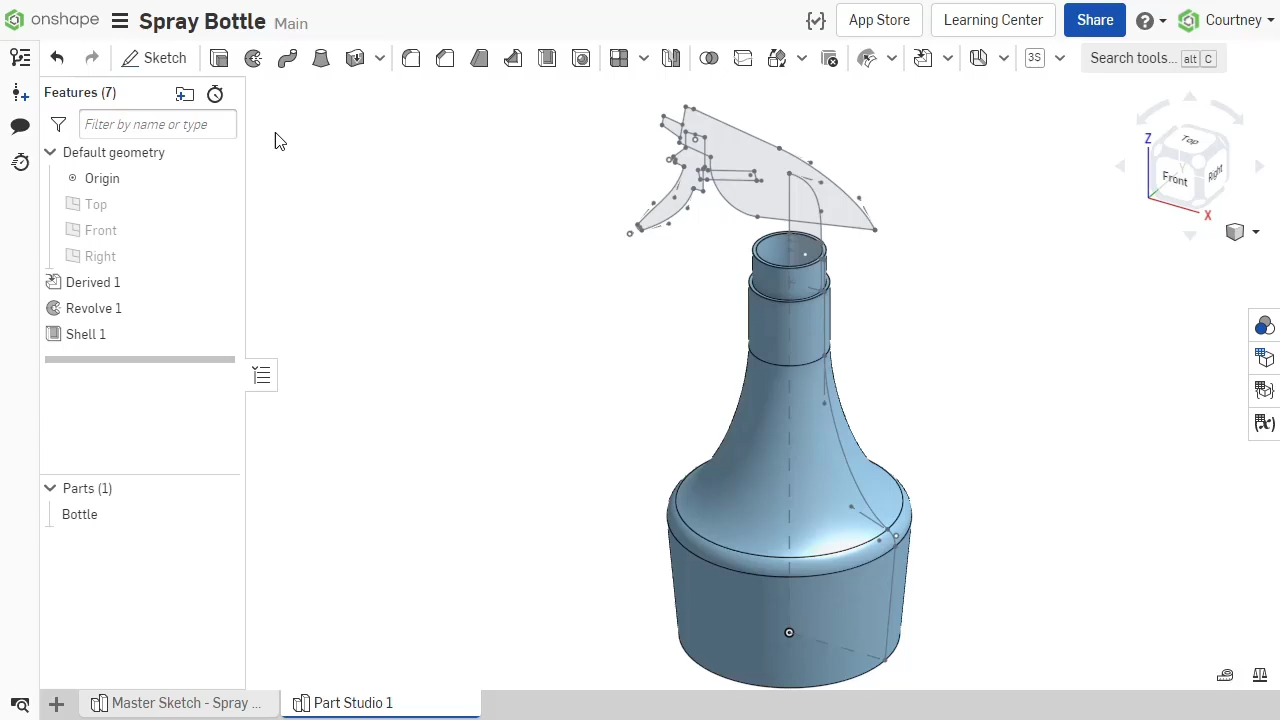 onshape Spray Bottle Main App Store Learning Center Share Courtney
Sketch 3S Search tools... alt C
Features (7)
Filter by name or type
Default geometry
Origin
Top
Front
Right
Derived 1
Revolve 1
Shell 1
Parts (1)
Bottle
Z
Top
Front
Y
Right
X
(x)
Master Sketch - Spray ... Part Studio 1